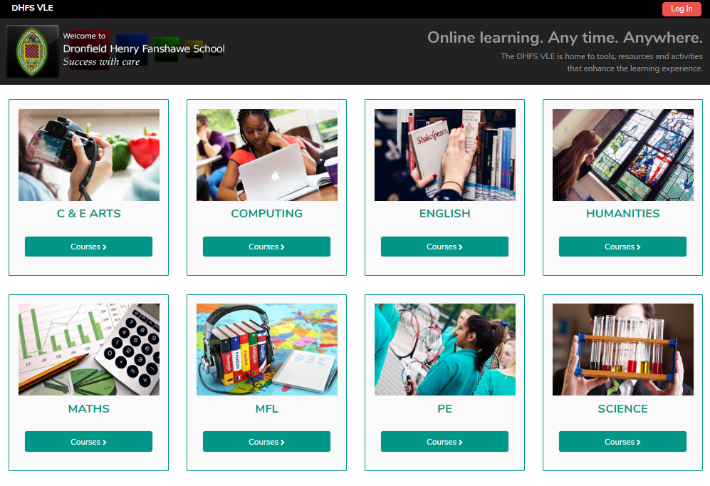 DHFS VLE
Log In
Welcome to
Dronfield Henry Fanshawe School
Success with care
Online learning. Any time. Anywhere.
The DHFS VLE is home to tools, resources and activities
that enhance the learning experience.
Shakespeare
C & E ARTS
COMPUTING
ENGLISH
HUMANITIES
Courses
Courses
Courses
Courses
MATHS
MFL
PE
SCIENCE
Courses
Courses
Courses
Courses